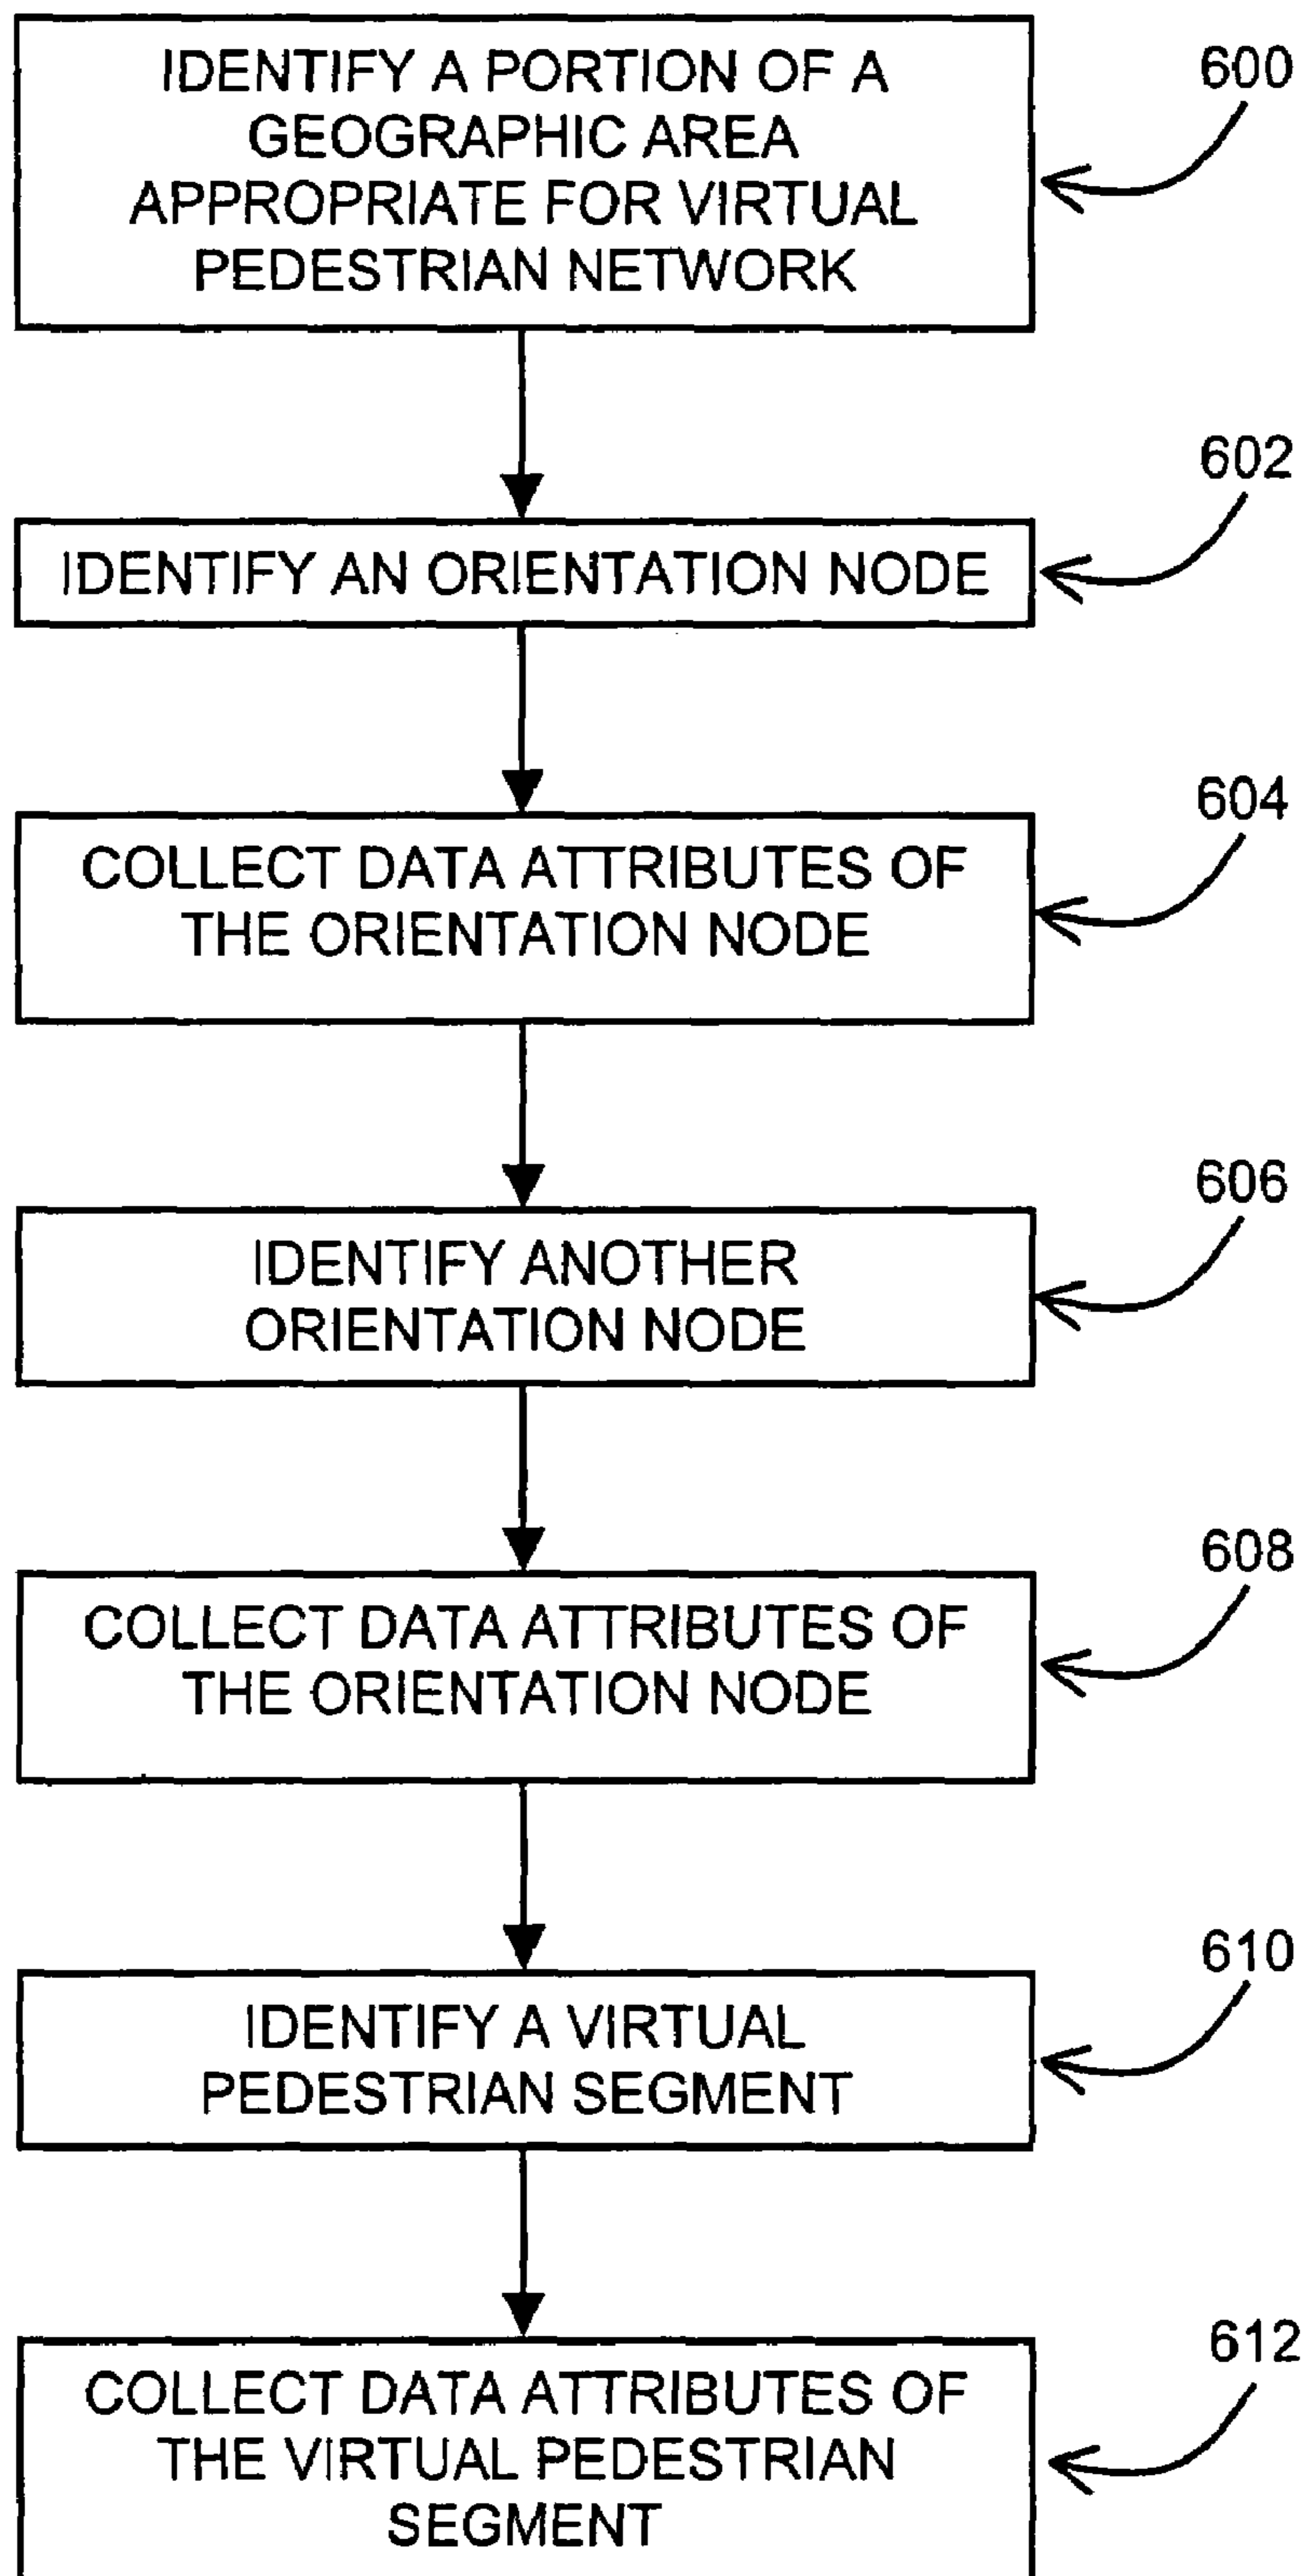 IDENTIFY A PORTION OF A
GEOGRAPHIC AREA
APPROPRIATE FOR VIRTUAL
PEDESTRIAN NETWORK
600
602
IDENTIFY AN ORIENTATION NODE
604
COLLECT DATA ATTRIBUTES OF
THE ORIENTATION NODE
606
IDENTIFY ANOTHER
ORIENTATION NODE
608
COLLECT DATA ATTRIBUTES OF
THE ORIENTATION NODE
610
IDENTIFY A VIRTUAL
PEDESTRIAN SEGMENT
612
COLLECT DATA ATTRIBUTES OF
THE VIRTUAL PEDESTRIAN
SEGMENT